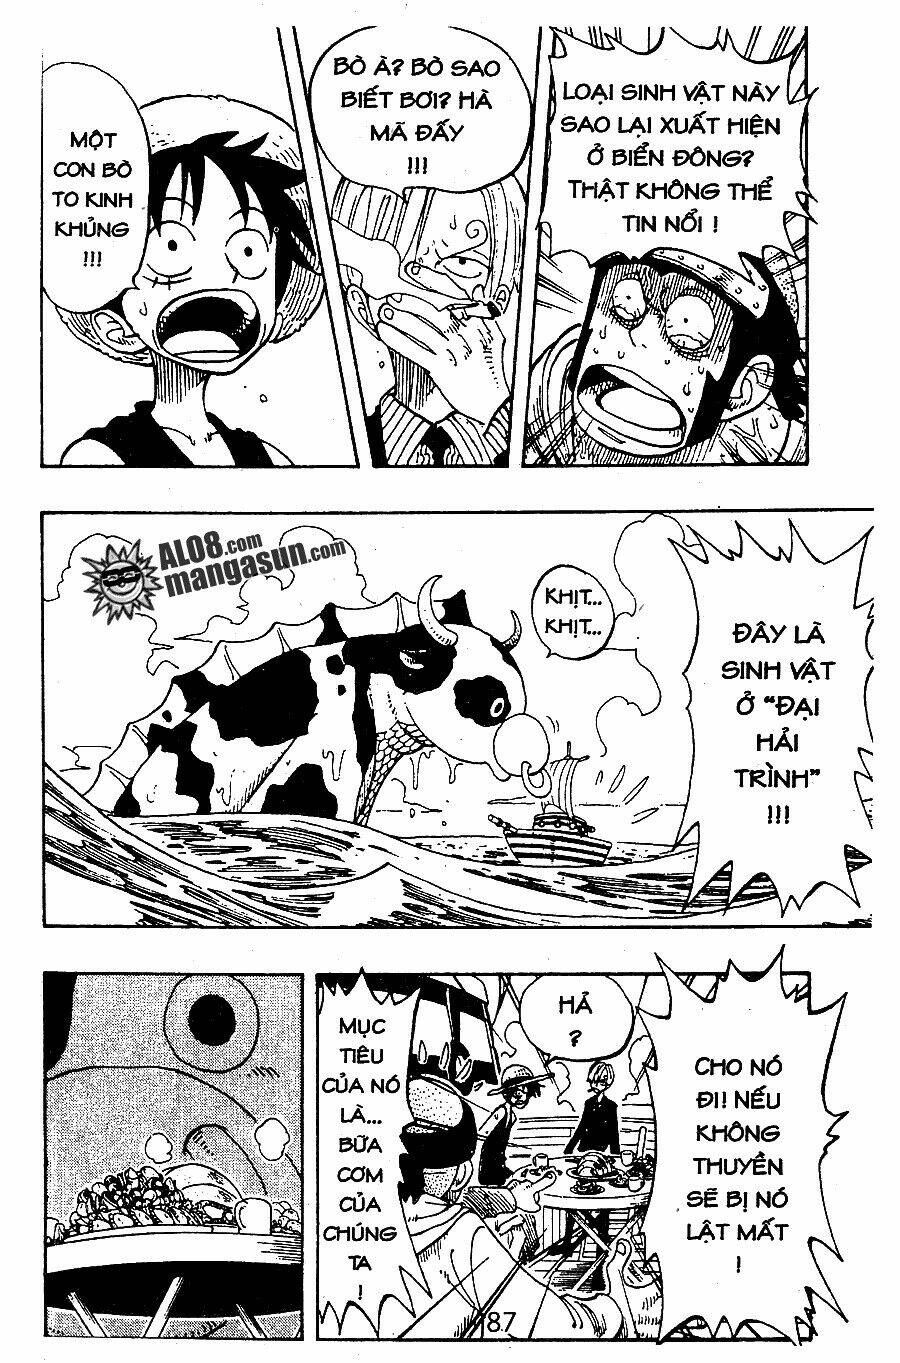 LOẠI SINH VẬT NÀY
SAO LẠI XUẤT HIỆN
Ở BIỂN ĐÔNG?
THẬT KHÔNG THỂ
TIN NỔI !
BÒ À? BÒ SAO
BIẾT BƠI? HÀ
MÃ ĐẤY
!!!
MỘT
CON BÒ
TO KINH
KHỦNG
!!!
ĐÂY LÀ
SINH VẬT
Ở “ĐẠI
HẢI
TRÌNH”
!!!
KHỊT...
KHỊT...
AL08.com
mangasun.com
CHO NÓ
ĐI!! NẾU
KHÔNG
THUYỀN
SẼ BỊ NÓ
LẬT MẤT
!
HẢ
?
MỤC
TIÊU
CỦA NÓ
LÀ...
BỮA
CƠM
CỦA
CHÚNG
TA
!
87